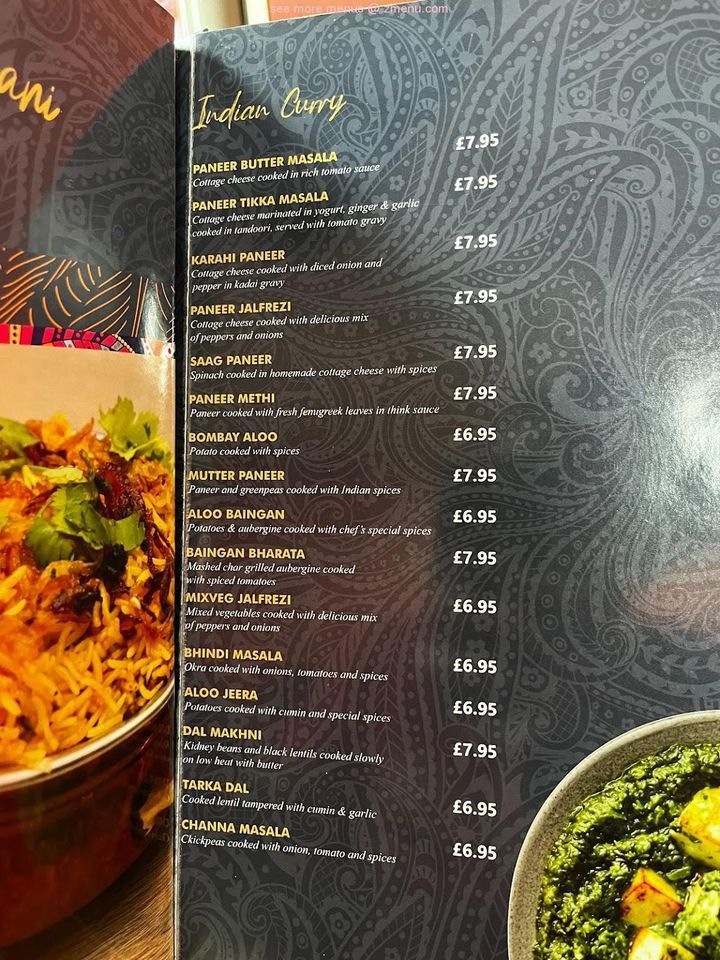 see more menus @ zmenu.com
ani
Indian Curry
PANEER BUTTER MASALA £7.95
Cottage cheese cooked in rich tomato sauce
PANEER TIKKA MASALA £7.95
Cottage cheese marinated in yogurt, ginger & garlic
cooked in tandoori, served with tomato gravy
KARAHI PANEER £7.95
Cottage cheese cooked with diced onion and
pepper in kadai gravy
PANEER JALFREZI £7.95
Cottage cheese cooked with delicious mix
of peppers and onions
SAAG PANEER £7.95
Spinach cooked in homemade cottage cheese with spices
PANEER METHI £7.95
Paneer cooked with fresh femugreek leaves in think sauce
BOMBAY ALOO £6.95
Potato cooked with spices
MUTTER PANEER £7.95
Paneer and greenpeas cooked with Indian spices
ALOO BAINGAN £6.95
Potatoes & aubergine cooked with chef's special spices
BAINGAN BHARATA £7.95
Mashed char grilled aubergine cooked
with spiced tomatoes
MIXVEG JALFREZI £6.95
Mixed vegetables cooked with delicious mix
of peppers and onions
BHINDI MASALA £6.95
Okra cooked with onions, tomatoes and spices
ALOO JEERA £6.95
Potatoes cooked with cumin and special spices
DAL MAKHNI £7.95
Kidney beans and black lentils cooked slowly
on low heat with butter
TARKA DAL £6.95
Cooked lentil tampered with cumin & garlic
CHANNA MASALA £6.95
Ckickpeas cooked with onion, tomato and spices